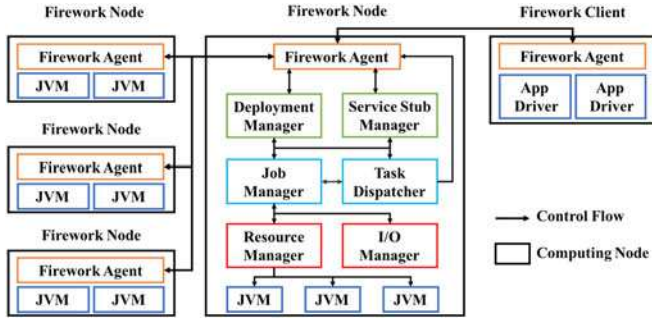 Firework Node
Firework Agent
JVM
JVM
Firework Node
Firework Agent
JVM
JVM
Firework Node
Firework Agent
JVM
JVM
Firework Node
Firework Agent
Deployment
Manager
Service Stub
Manager
Job
Manager
Task
Dispatcher
Resource
Manager
I/O
Manager
JVM
JVM
JVM
Firework Client
Firework Agent
App
Driver
App
Driver
Control Flow
Computing Node